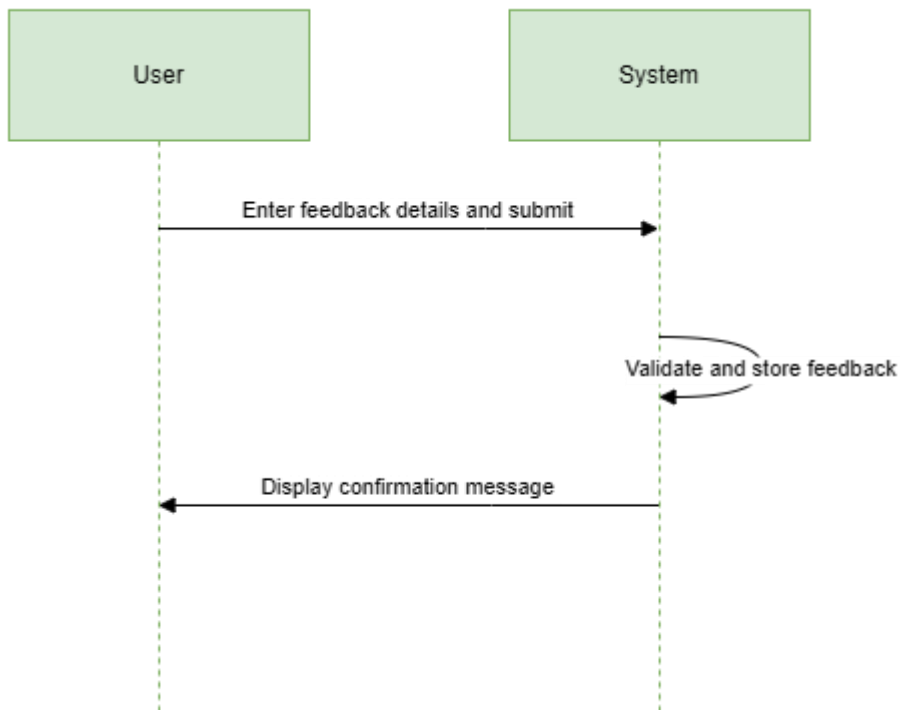 User
System
Enter feedback details and submit
Validate and store feedback
Display confirmation message